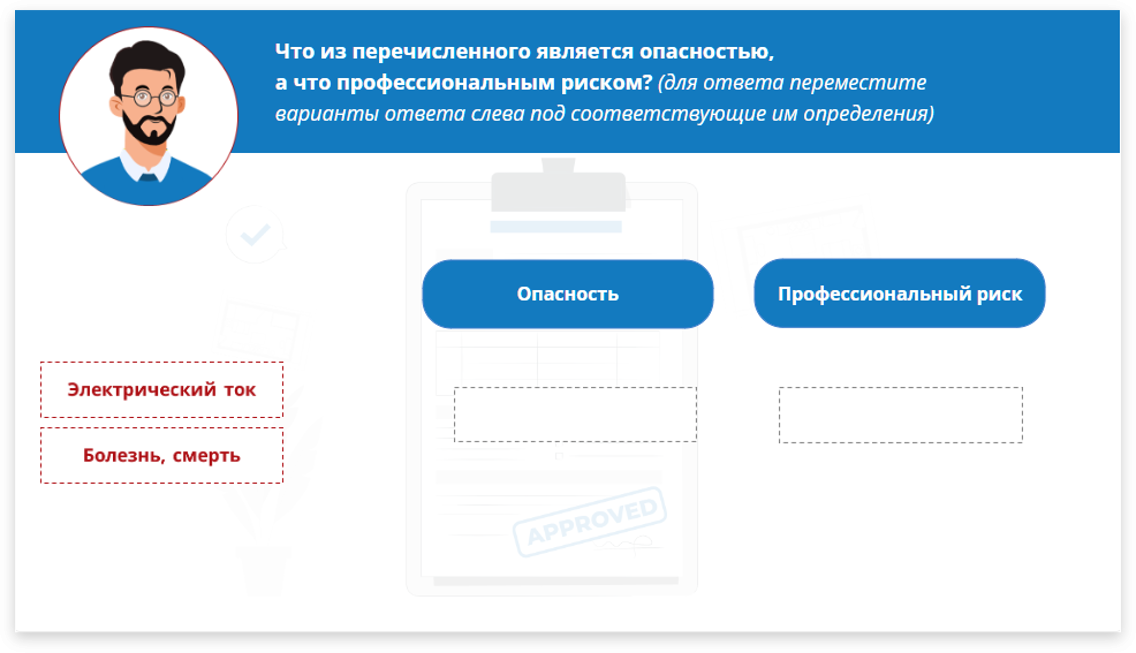 Что из перечисленного является опасностью,
а что профессиональным риском? (для ответа переместите
варианты ответа слева под соответствующие им определения)
Опасность
Профессиональный риск
Электрический ток
Болезнь, смерть
APPROVED